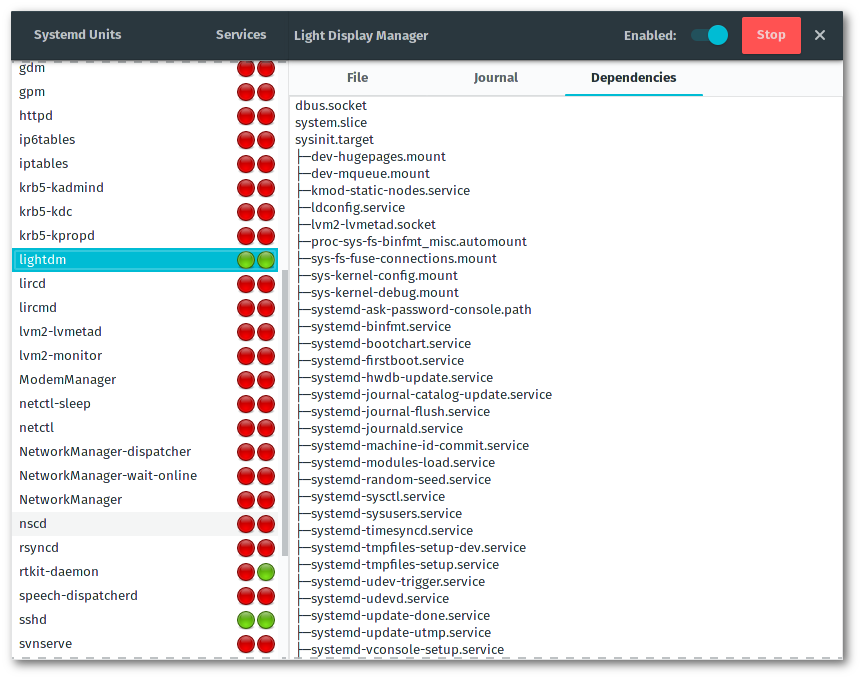 Systemd Units
Services
Light Display Manager
Enabled:
Stop
gdm
gpm
httpd
ip6tables
iptables
krb5-kadmind
krb5-kdc
krb5-kpropd
lightdm
lircd
lircmd
lvm2-lvmetad
lvm2-monitor
ModemManager
netctl-sleep
netctl
NetworkManager-dispatcher
NetworkManager-wait-online
NetworkManager
nscd
rsyncd
rtkit-daemon
speech-dispatcherd
sshd
svnserve
File
Journal
Dependencies
dbus.socket
system.slice
sysinit.target
├─dev-hugepages.mount
├─dev-mqueue.mount
├─kmod-static-nodes.service
├─ldconfig.service
├─lvm2-lvmetad.socket
├─proc-sys-fs-binfmt_misc.automount
├─sys-fs-fuse-connections.mount
├─sys-kernel-config.mount
├─sys-kernel-debug.mount
├─systemd-ask-password-console.path
├─systemd-binfmt.service
├─systemd-bootchart.service
├─systemd-firstboot.service
├─systemd-hwdb-update.service
├─systemd-journal-catalog-update.service
├─systemd-journal-flush.service
├─systemd-journald.service
├─systemd-machine-id-commit.service
├─systemd-modules-load.service
├─systemd-random-seed.service
├─systemd-sysctl.service
├─systemd-sysusers.service
├─systemd-timesyncd.service
├─systemd-tmpfiles-setup-dev.service
├─systemd-tmpfiles-setup.service
├─systemd-udev-trigger.service
├─systemd-udevd.service
├─systemd-update-done.service
├─systemd-update-utmp.service
├─systemd-vconsole-setup.service